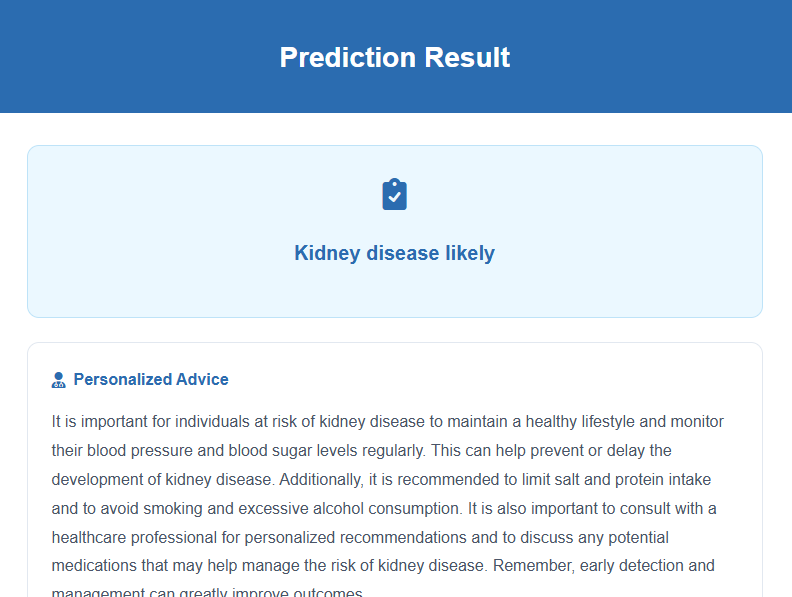 Prediction Result
Kidney disease likely
Personalized Advice
It is important for individuals at risk of kidney disease to maintain a healthy lifestyle and monitor
their blood pressure and blood sugar levels regularly. This can help prevent or delay the
development of kidney disease. Additionally, it is recommended to limit salt and protein intake
and to avoid smoking and excessive alcohol consumption. It is also important to consult with a
healthcare professional for personalized recommendations and to discuss any potential
medications that may help manage the risk of kidney disease. Remember, early detection and
management can greatly improve outcomes.